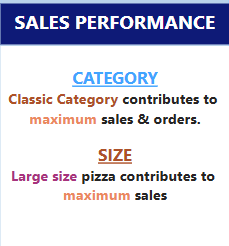 SALES PERFORMANCE
CATEGORY
Classic Category contributes to
maximum sales & orders.
SIZE
Large size pizza contributes to
maximum sales